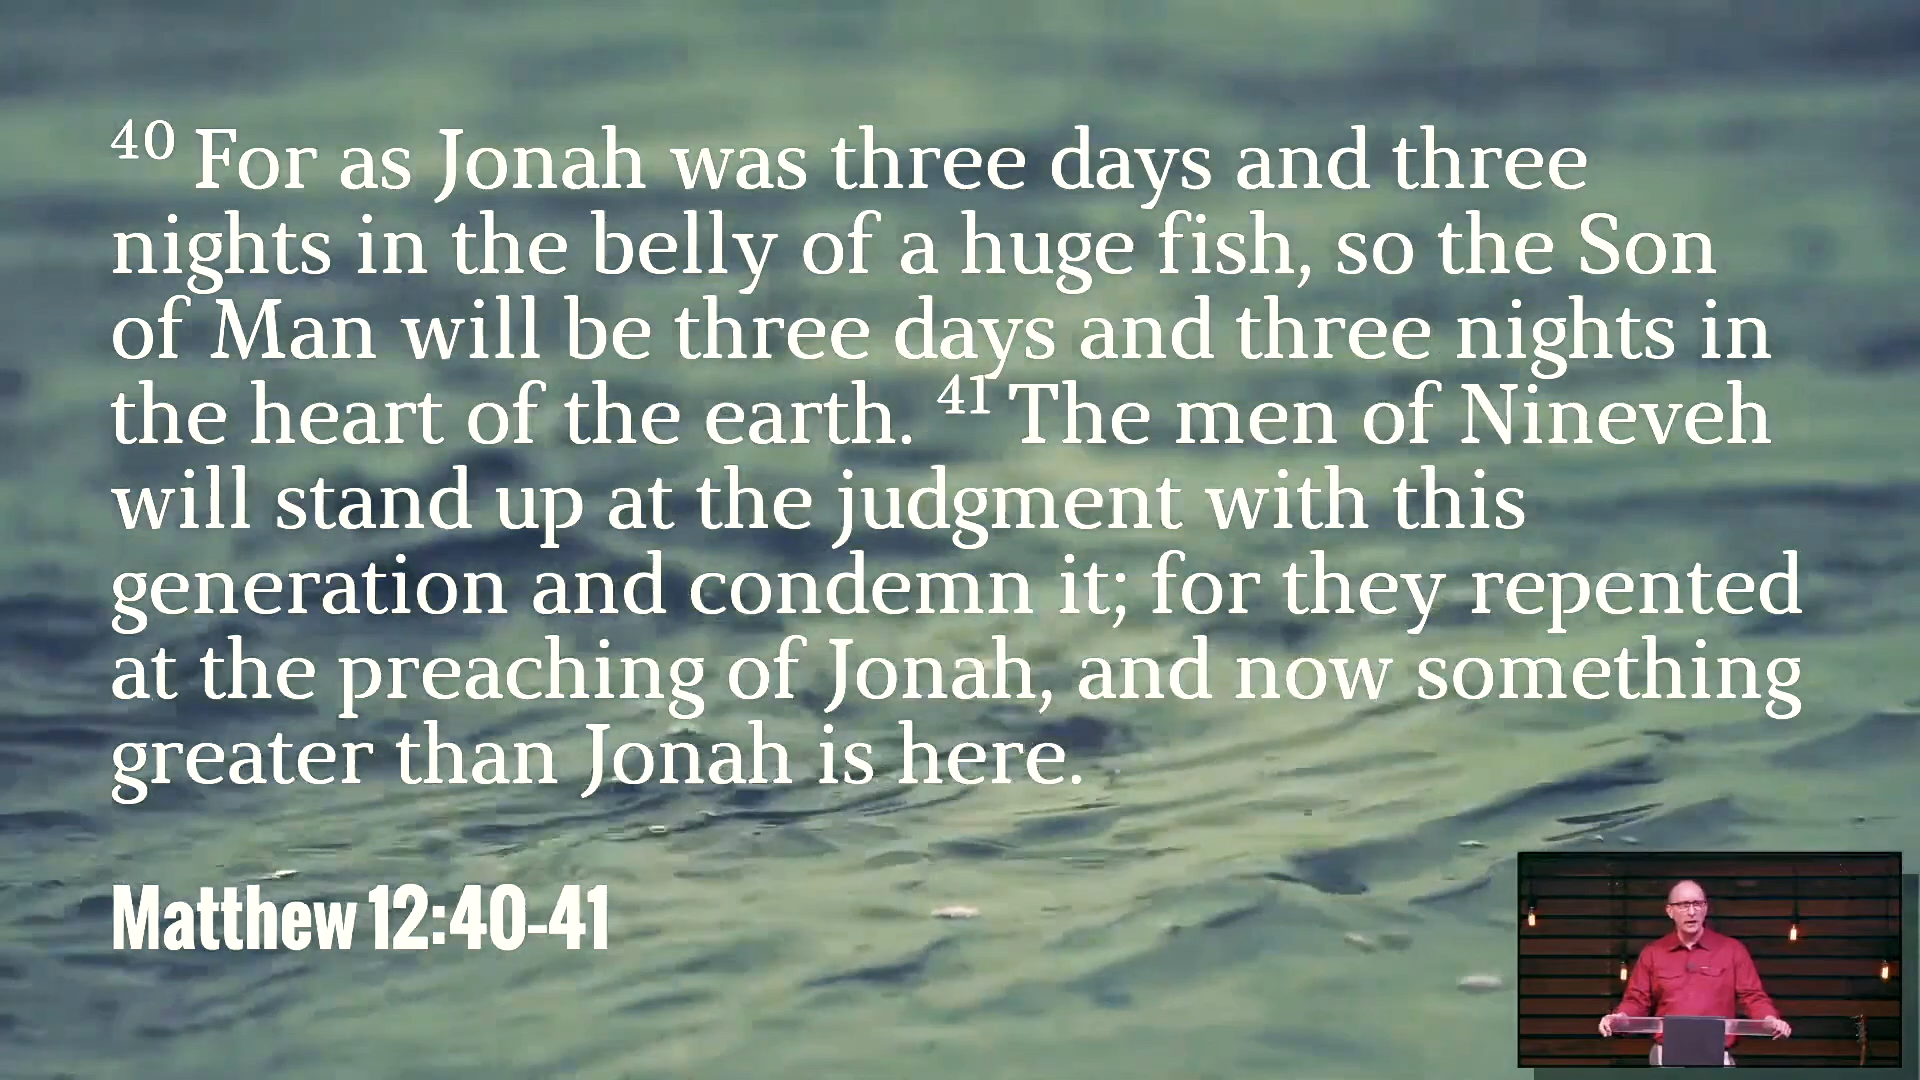 40 For as Jonah was three days and three
nights in the belly of a huge fish, so the Son
of Man will be three days and three nights in
the heart of the earth. 41 The men of Nineveh
will stand up at the judgment with this
generation and condemn it; for they repented
at the preaching of Jonah, and now something
greater than Jonah is here.
Matthew 12:40-41